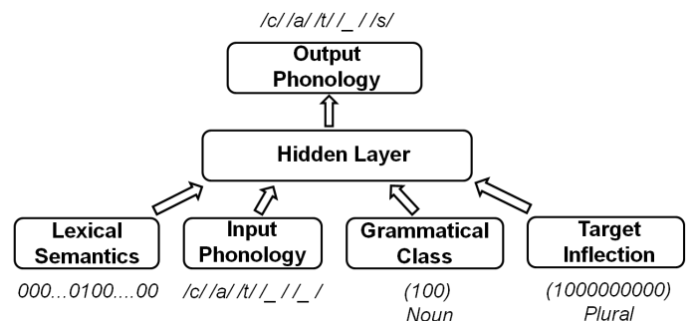 /c/ /a/ /t/ /_ / /s/
Output
Phonology
Hidden Layer
Lexical
Semantics
Input
Phonology
Grammatical
Class
Target
Inflection
000...0100....00
/c/ /a/ /t/ /_ / /_ /
(100)
Noun
(1000000000)
Plural